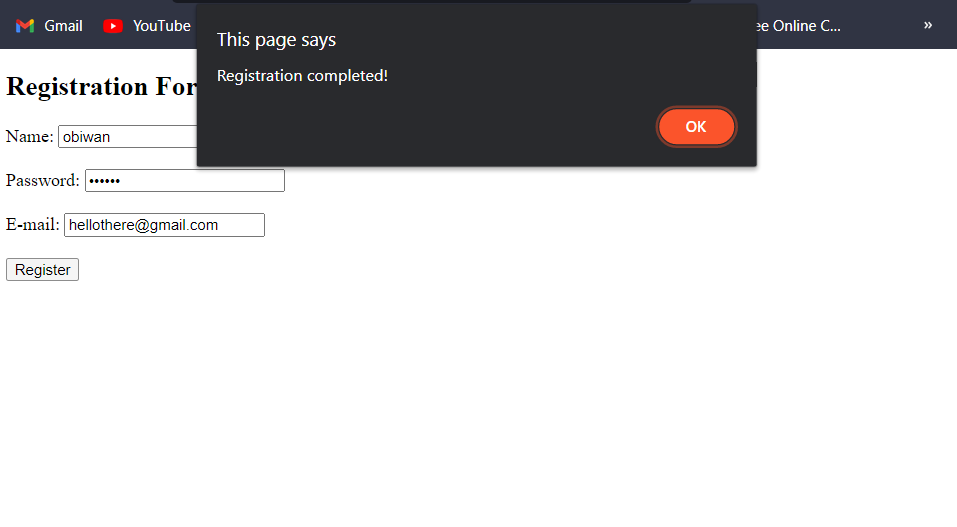 Gmail YouTube ee Online C... »
This page says
Registration completed!
OK
Registration For
Name: obiwan
Password: ••••••
E-mail: hellothere@gmail.com
Register